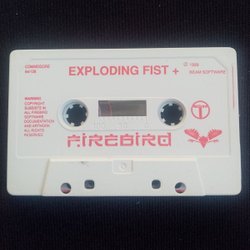 COMMODORE
64/128
EXPLODING FIST +
BEAM SOFTWARE
WARNING:
COPYRIGHT
SUBSISTS IN
ALL FIREBIRD
SOFTWARE
DOCUMENTATION
AND ARTWORK
ALL RIGHTS
RESERVED.
FIREBIRD